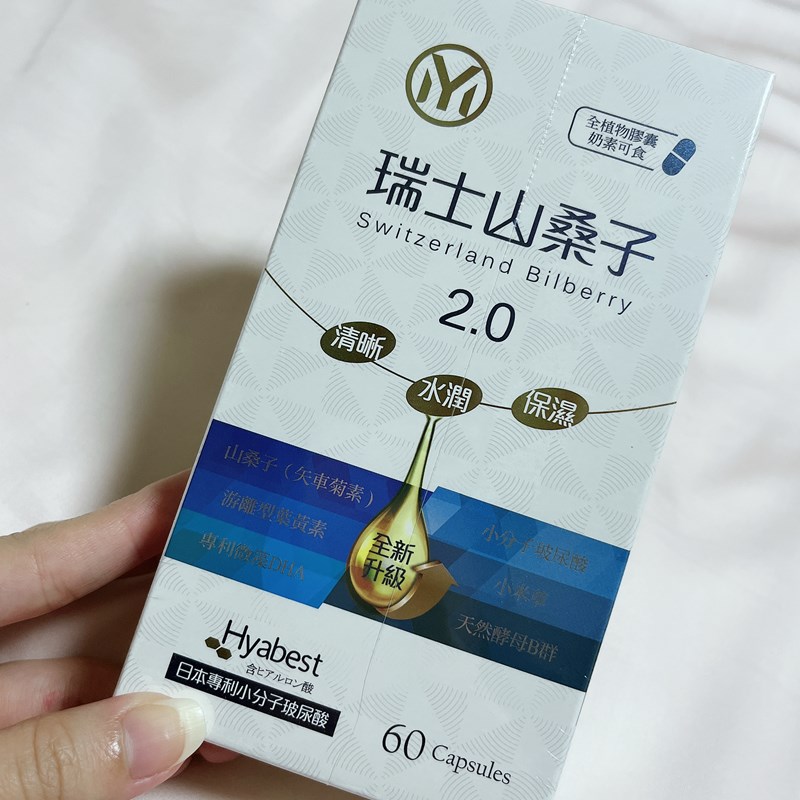 全植物膠囊
奶素可食
瑞士山桑子
Switzerland Bilberry
2.0
清晰
水潤
保濕
山桑子（矢車菊素）
游離型葉黃素
專利微藻DHA
全新
升級
小分子玻尿酸
小米草
天然酵母B群
Hyabest
含ヒアルロン酸
日本專利小分子玻尿酸
60 Capsules